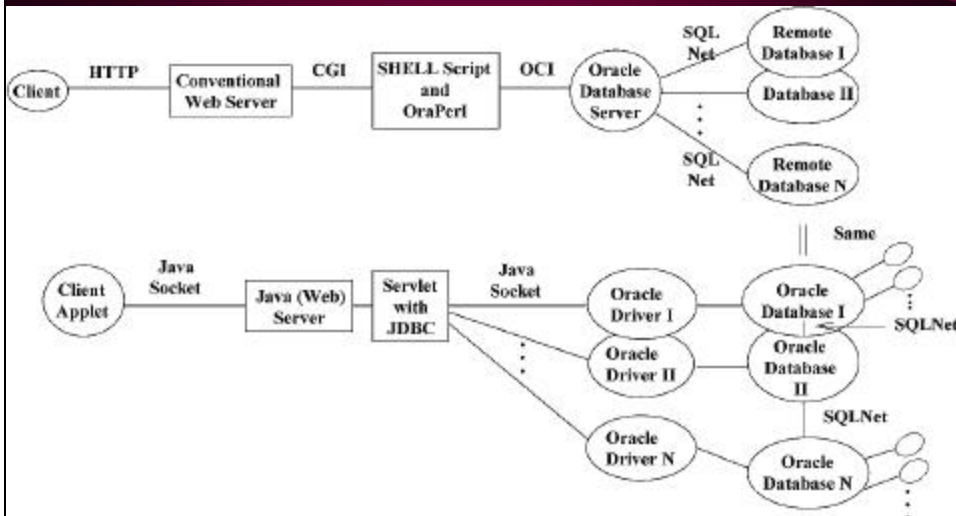 Client
HTTP
Conventional
Web Server
CGI
SHELL Script
and
OraPerl
OCI
Oracle
Database
Server
SQL
Net
SQL
Net
Remote
Database I
Database II
Remote
Database N
Same
Client
Applet
Java
Socket
Java (Web)
Server
Servlet
with
JDBC
Java
Socket
Oracle
Driver I
Oracle
Driver II
Oracle
Driver N
Oracle
Database I
SQLNet
Oracle
Database
II
SQLNet
Oracle
Database N